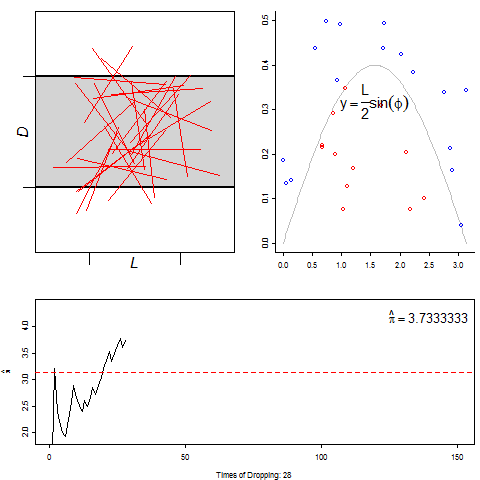 D
L
0.5
0.4
0.3
0.2
0.1
0.0
y = L/2 sin(ϕ)
0.0 0.5 1.0 1.5 2.0 2.5 3.0
π̂ = 3.7333333
4.0
3.5
3.0
2.5
2.0
π̂
0 50 100 150
Times of Dropping: 28